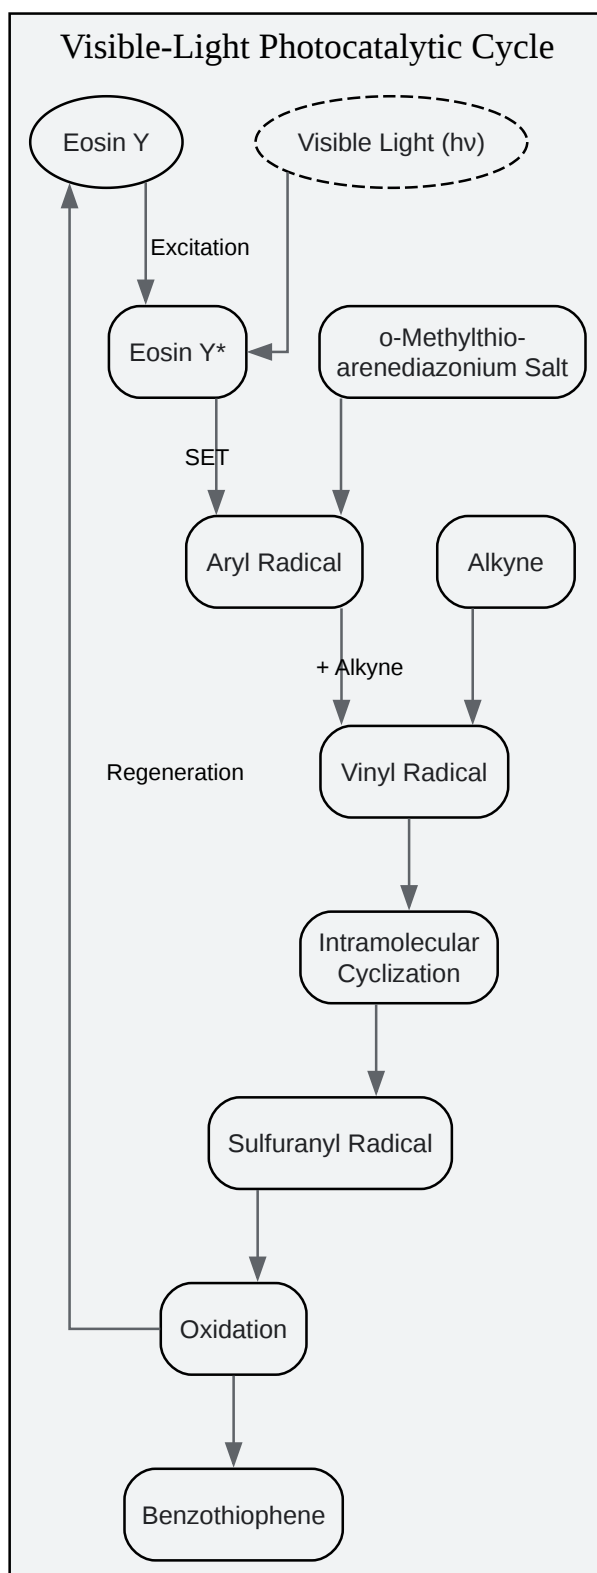 Visible-Light Photocatalytic Cycle
Eosin Y
Visible Light (hν)
Excitation
Eosin Y*
o-Methylthio-
arenediazonium Salt
SET
Aryl Radical
Alkyne
+ Alkyne
Vinyl Radical
Regeneration
Intramolecular
Cyclization
Sulfuranyl Radical
Oxidation
Benzothiophene